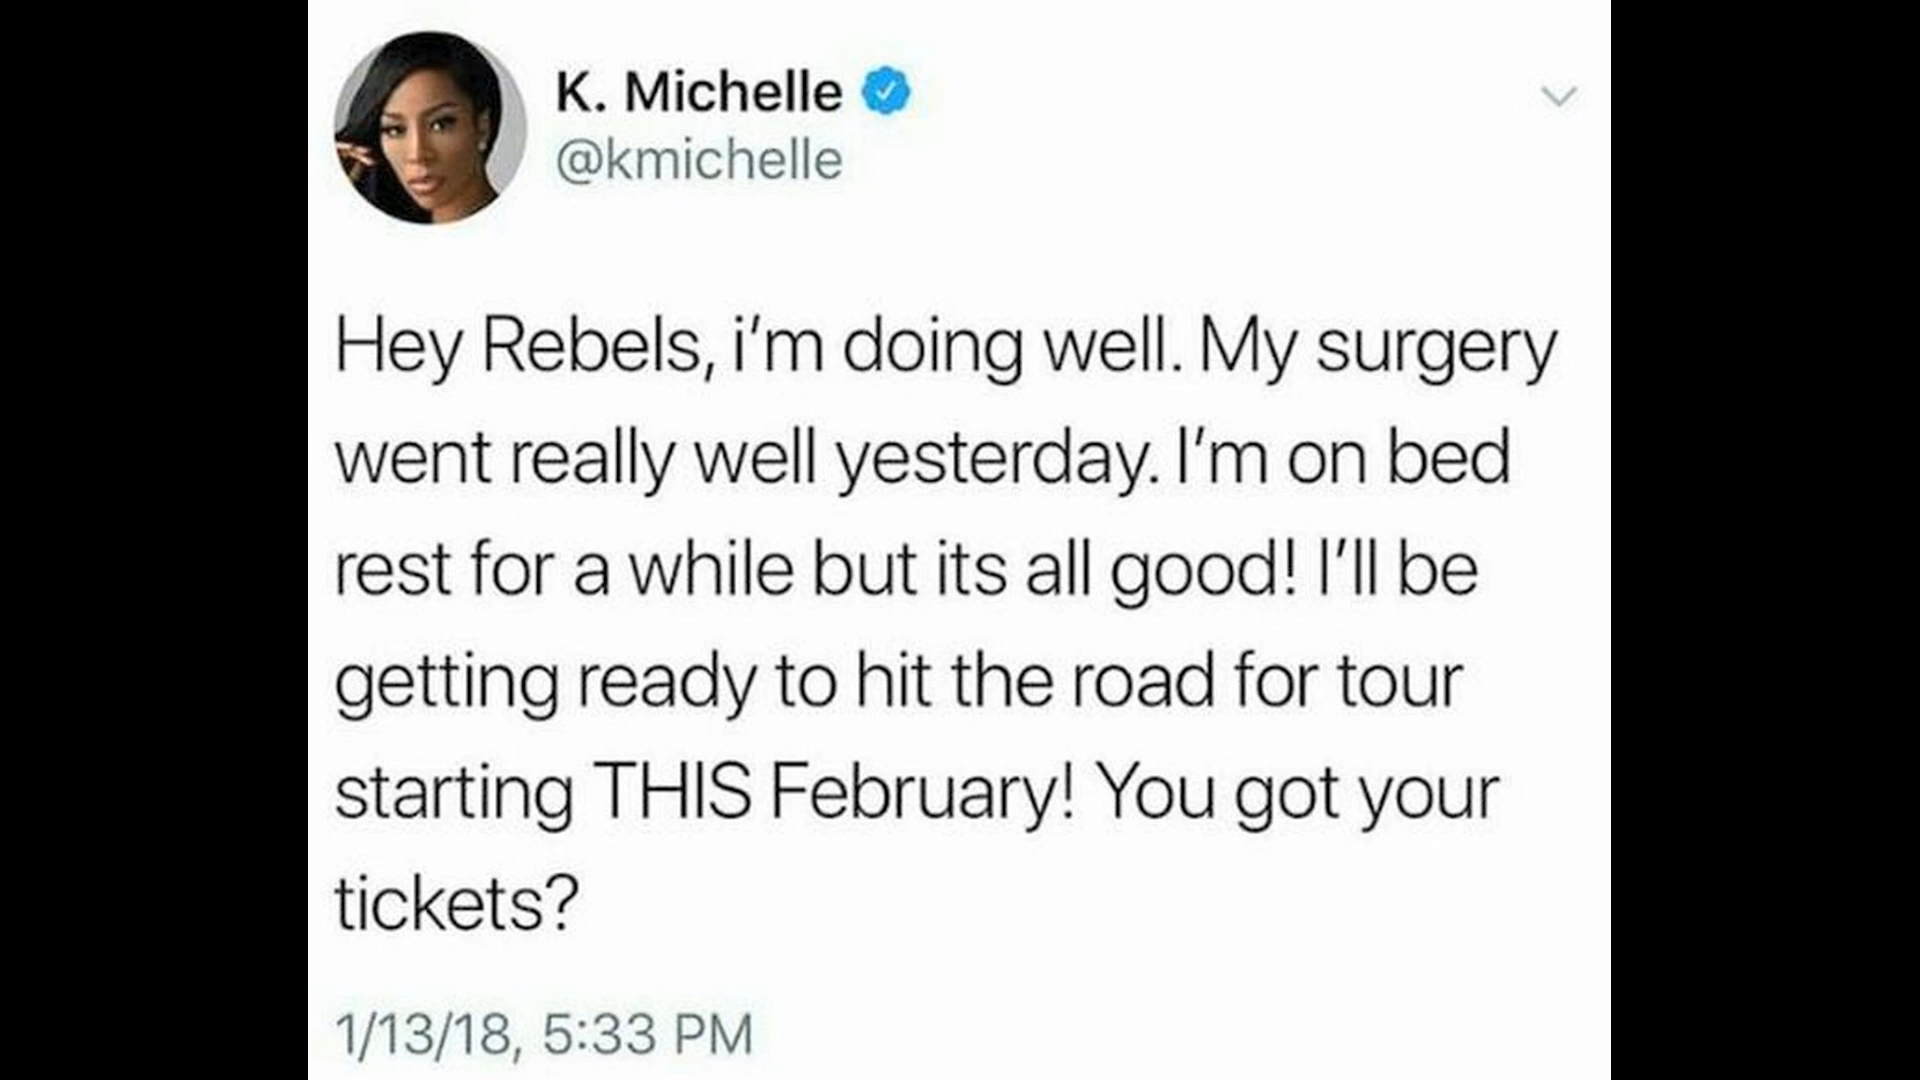 K. Michelle
@kmichelle
Hey Rebels, i'm doing well. My surgery
went really well yesterday. I'm on bed
rest for a while but its all good! I'll be
getting ready to hit the road for tour
starting THIS February! You got your
tickets?
1/13/18, 5:33 PM